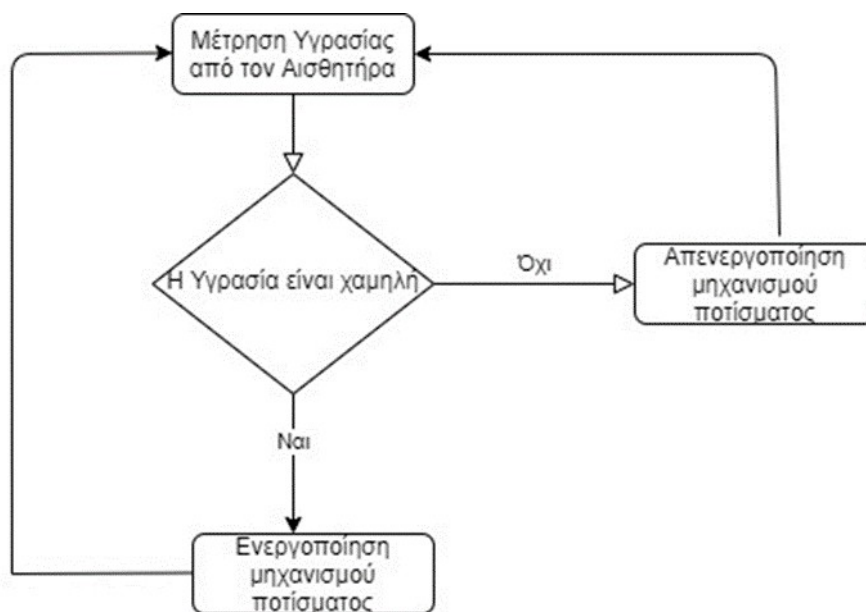 Μέτρηση Υγρασίας
από τον Αισθητήρα
Η Υγρασία είναι χαμηλή
Όχι
Απενεργοποίηση
μηχανισμού
ποτίσματος
Ναι
Ενεργοποίηση
μηχανισμού
ποτίσματος